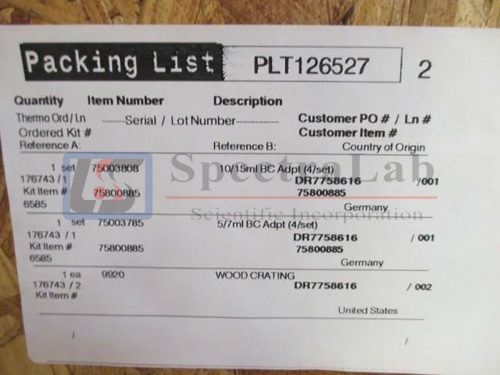 Packing List PLT126527 2
Quantity Item Number Description
Thermo Ord / Ln -----Serial / Lot Number---------- Customer PO # / Ln #
Ordered Kit # Customer Item #
Reference A: Reference B: Country of Origin
1 set 75003808 10/15ml BC Adpt (4/set)
176743 / 1 DR7758616 /001
Kit Item # 75800885 75800885
6585 Germany
1 set 75003785 5/7ml BC Adpt (4/set)
176743 / 1 DR7758616 / 001
Kit Item # 75800885 75800885
6585 Germany
1 ea 9920 WOOD CRATING
176743 / 2 DR7758616 / 002
Kit Item #
United States
/ /
SpectraLab
Scientific Incorporation